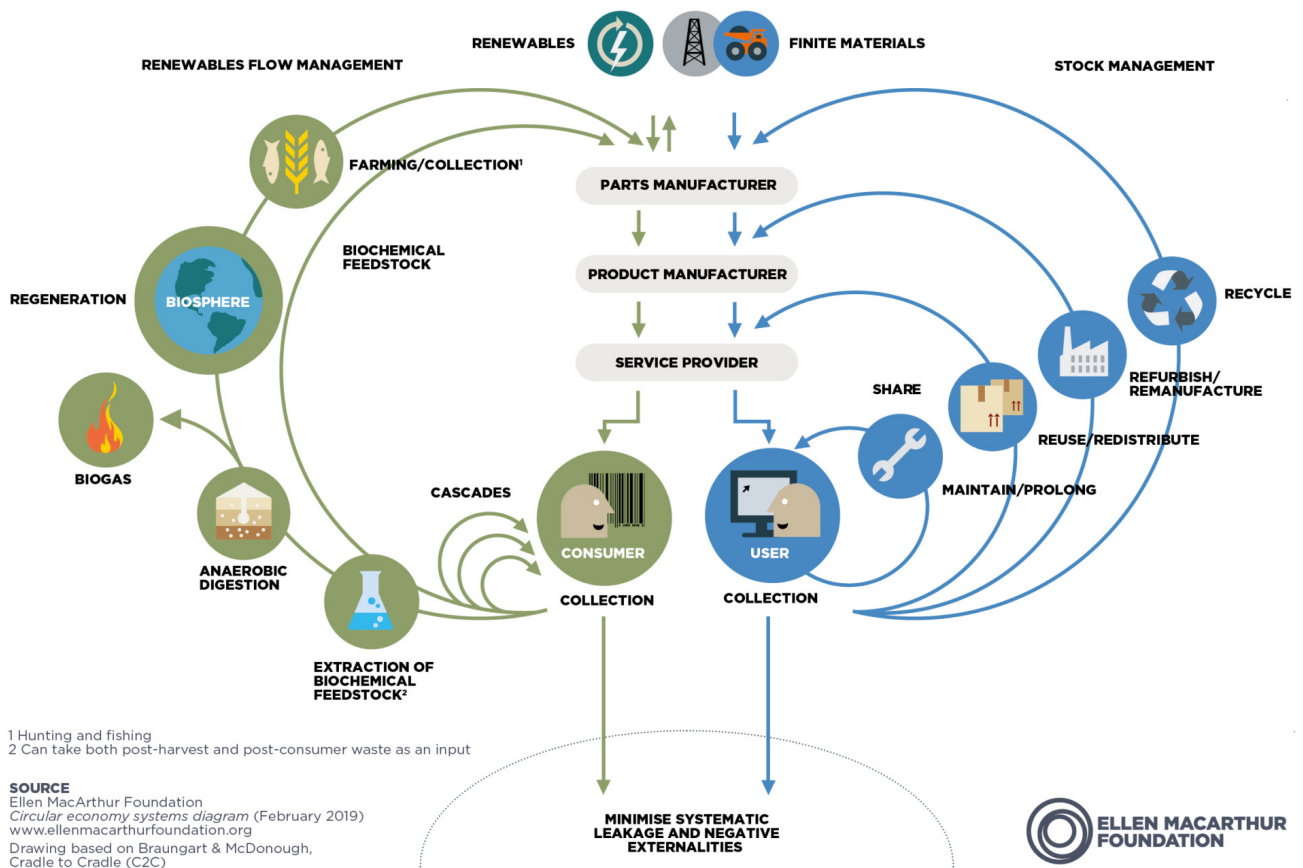 RENEWABLES
FINITE MATERIALS
RENEWABLES FLOW MANAGEMENT
STOCK MANAGEMENT
FARMING/COLLECTION¹
PARTS MANUFACTURER
BIOCHEMICAL
FEEDSTOCK
PRODUCT MANUFACTURER
REGENERATION
BIOSPHERE
RECYCLE
SERVICE PROVIDER
SHARE
REFURBISH/
REMANUFACTURE
REUSE/REDISTRIBUTE
BIOGAS
CASCADES
MAINTAIN/PROLONG
CONSUMER
USER
ANAEROBIC
DIGESTION
COLLECTION
COLLECTION
EXTRACTION OF
BIOCHEMICAL
FEEDSTOCK²
1 Hunting and fishing
2 Can take both post-harvest and post-consumer waste as an input
SOURCE
Ellen MacArthur Foundation
Circular economy systems diagram (February 2019)
www.ellenmacarthurfoundation.org
Drawing based on Braungart & McDonough,
Cradle to Cradle (C2C)
MINIMISE SYSTEMATIC
LEAKAGE AND NEGATIVE
EXTERNALITIES
ELLEN MACARTHUR
FOUNDATION